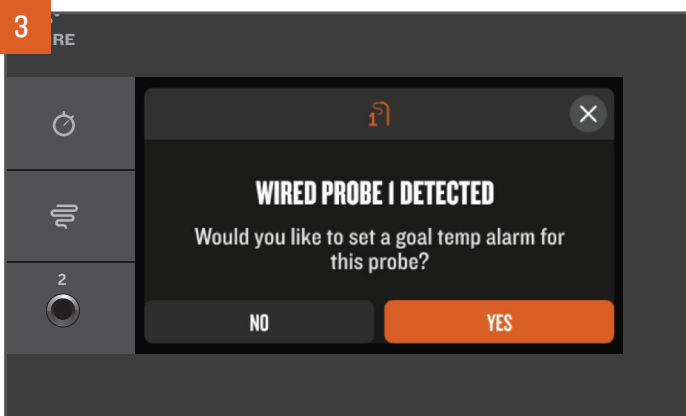 3
RE
1
WIRED PROBE 1 DETECTED
Would you like to set a goal temp alarm for
this probe?
2
NO
YES